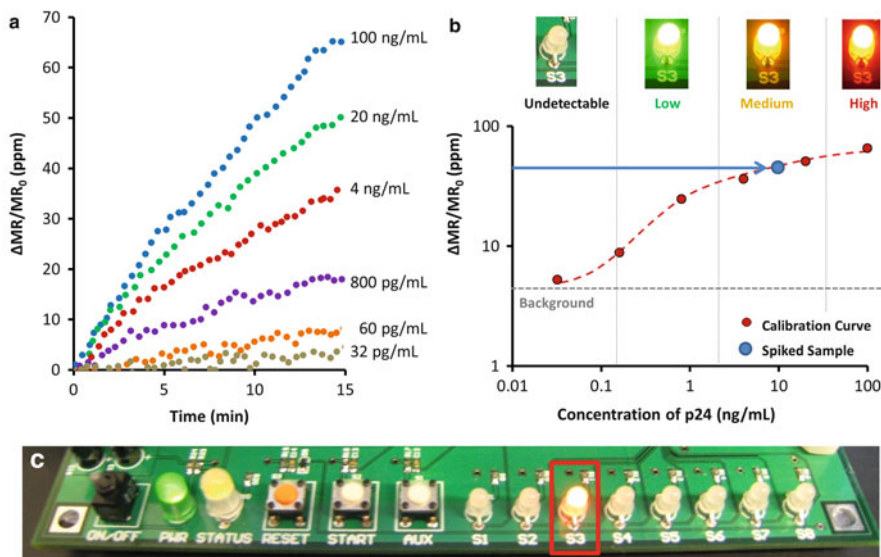 a
ΔMR/MR₀ (ppm)
70
60
50
40
30
20
10
0
0
5
10
15
Time (min)
100 ng/mL
20 ng/mL
4 ng/mL
800 pg/mL
60 pg/mL
32 pg/mL
b
S3
S3
S3
S3
Undetectable
Low
Medium
High
ΔMR/MR₀ (ppm)
100
10
1
Background
Calibration Curve
Spiked Sample
0.01
0.1
1
10
100
Concentration of p24 (ng/mL)
c
ON/OFF
PWR
STATUS
RESET
START
AUX
S1
S2
S3
S4
S5
S6
S7
S8